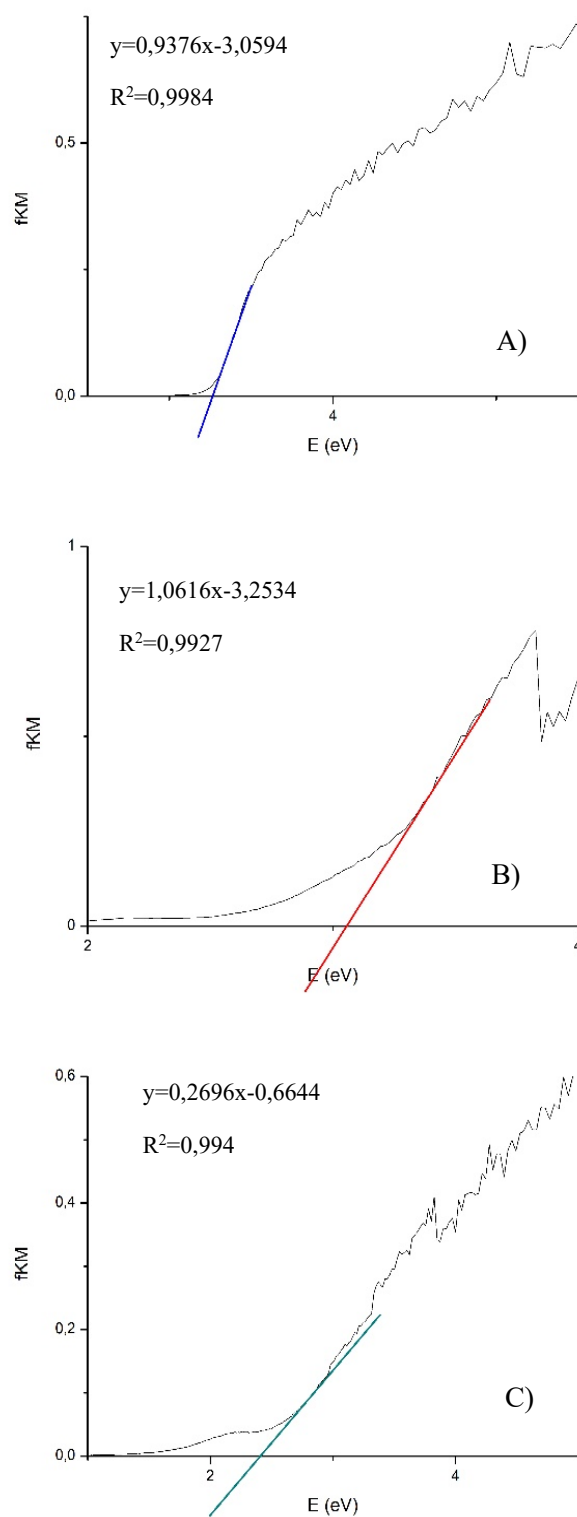 y=0,9376x-3,0594
R²=0,9984
0,5
fKM
A)
0,0
4
E (eV)
1
y=1,0616x-3,2534
R²=0,9927
fKM
B)
0
2
4
E (eV)
0,6
y=0,2696x-0,6644
R²=0,994
0,4
fKM
0,2
C)
0,0
2
4
E (eV)